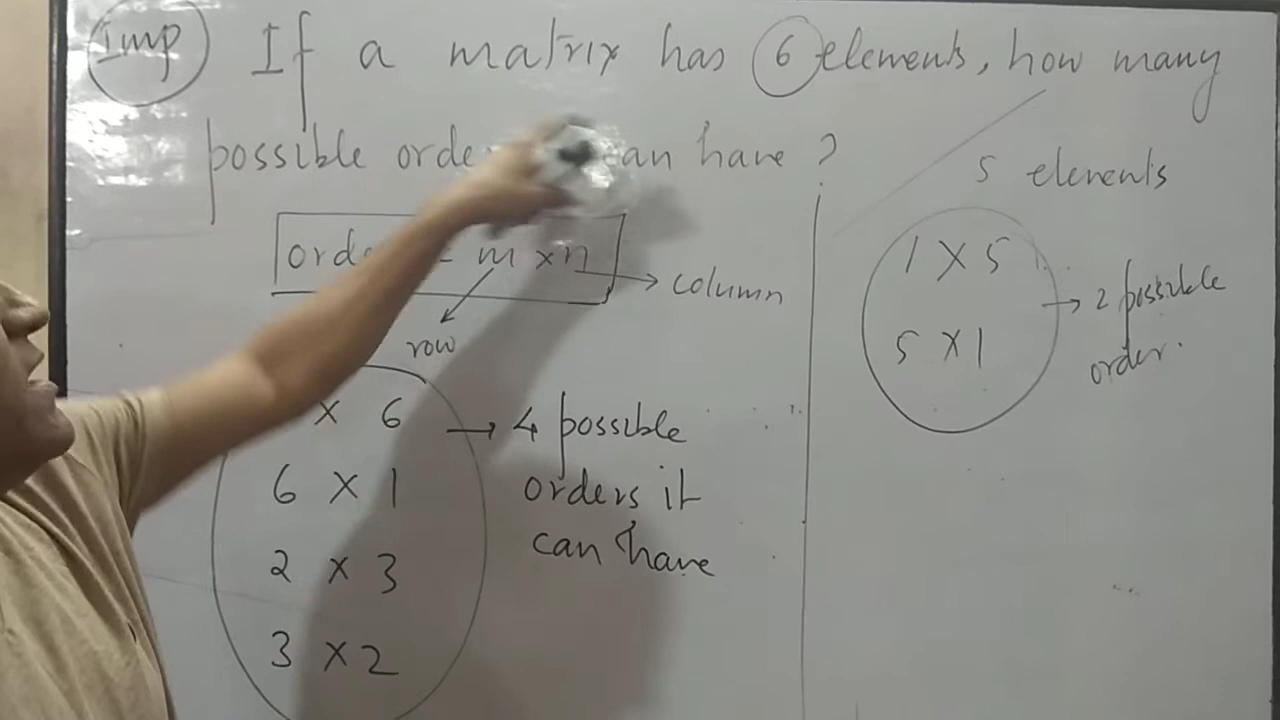 Imp If a matrix has 6 elements, how many
possible can have ?
= m x n
column
row
x 6
6 x 1
2 x 3
3 x 2
→ 4 possible
orders it
can have
5 elements
1 x 5
5 x 1
→ 2 possible
order.